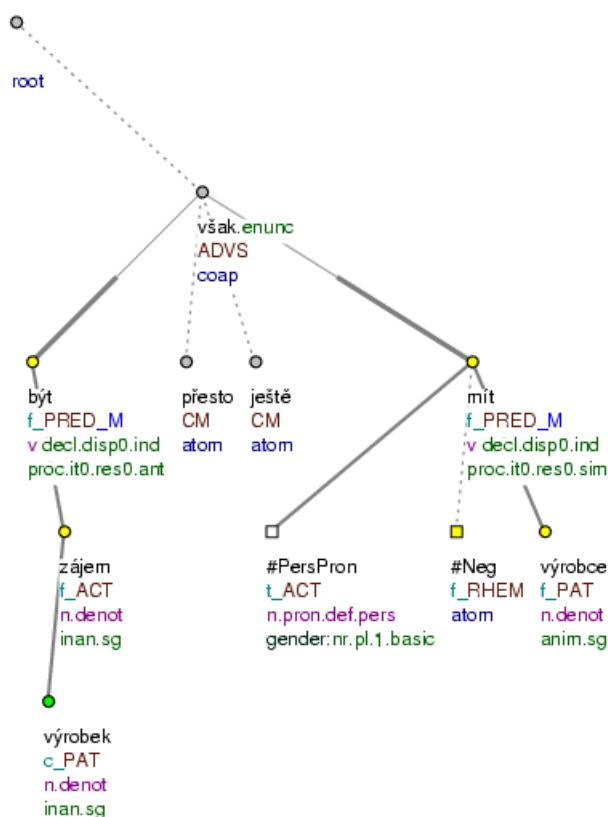 root
však.enunc
ADVS
coap
být
f_PRED_M
v decl.disp0.ind
proc.it0.res0.ant
přesto
CM
atom
ještě
CM
atom
mít
f_PRED_M
v decl.disp0.ind
proc.it0.res0.sim
zájem
f_ACT
n.denot
inan.sg
#PersPron
t_ACT
n.pron.def.pers
gender:nr.pl.1.basic
#Neg
f_RHEM
atom
výrobce
f_PAT
n.denot
anim.sg
výrobek
c_PAT
n.denot
inan.sg